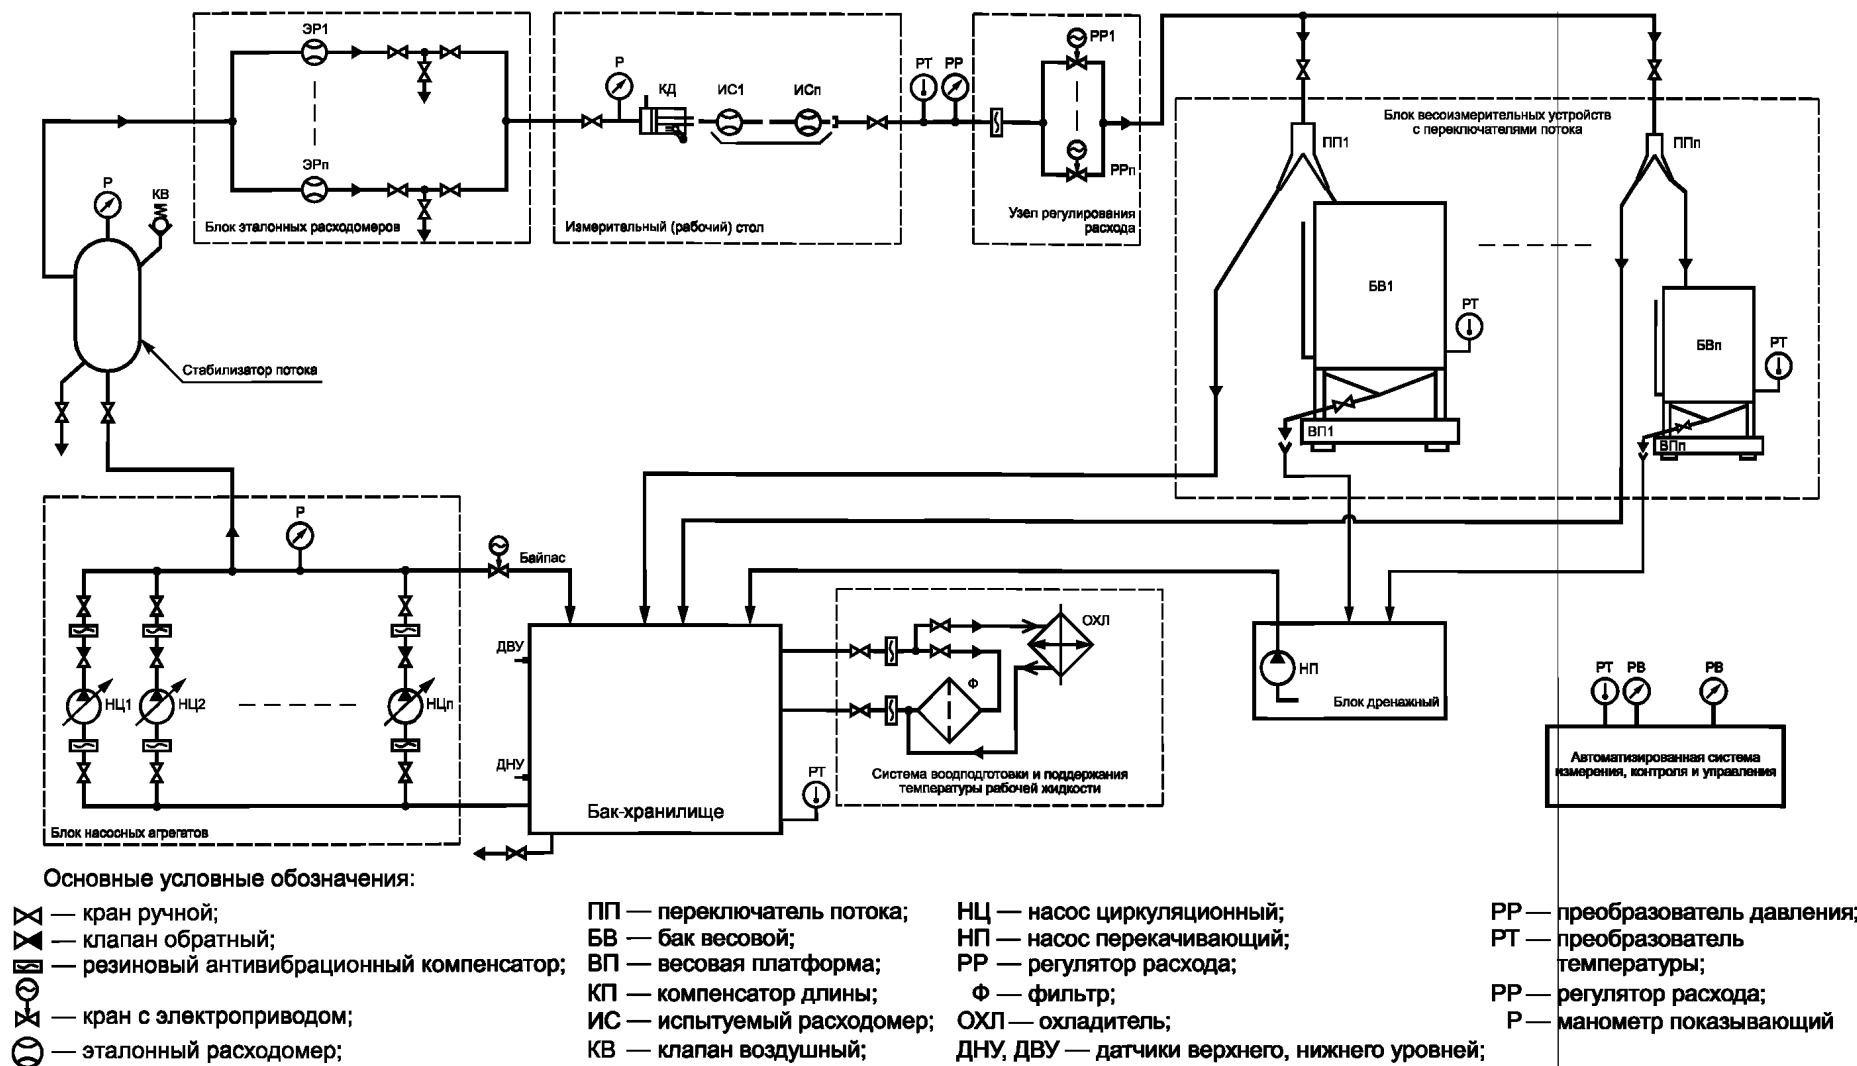 ЭР1
ЭРп
Блок эталонных расходомеров
Р
КД
ИС1
ИСп
Измерительный (рабочий) стол
РТ
РР
РР1
РРп
Узел регулирования
расхода
Блок весоизмерительных устройств
с переключателями потока
ПП1
ППп
БВ1
РТ
ВП1
БВп
РТ
ВПп
Р
КВ
Стабилизатор потока
Р
НЦ1
НЦ2
НЦп
Блок насосных агрегатов
Байпас
ДВУ
ДНУ
Бак-хранилище
РТ
ОХЛ
Ф
Система воодподготовки и поддержания
температуры рабочей жидкости
НП
Блок дренажный
РТ
РВ
РВ
Автоматизированная система
измерения, контроля и управления
Основные условные обозначения:
— кран ручной;
— клапан обратный;
— резиновый антивибрационный компенсатор;
— кран с электроприводом;
— эталонный расходомер;
ПП — переключатель потока;
БВ — бак весовой;
ВП — весовая платформа;
КП — компенсатор длины;
ИС — испытуемый расходомер;
КВ — клапан воздушный;
НЦ — насос циркуляционный;
НП — насос перекачивающий;
РР — регулятор расхода;
Ф — фильтр;
ОХЛ — охладитель;
ДНУ, ДВУ — датчики верхнего, нижнего уровней;
РР — преобразователь давления;
РТ — преобразователь
температуры;
РР — регулятор расхода;
Р — манометр показывающий